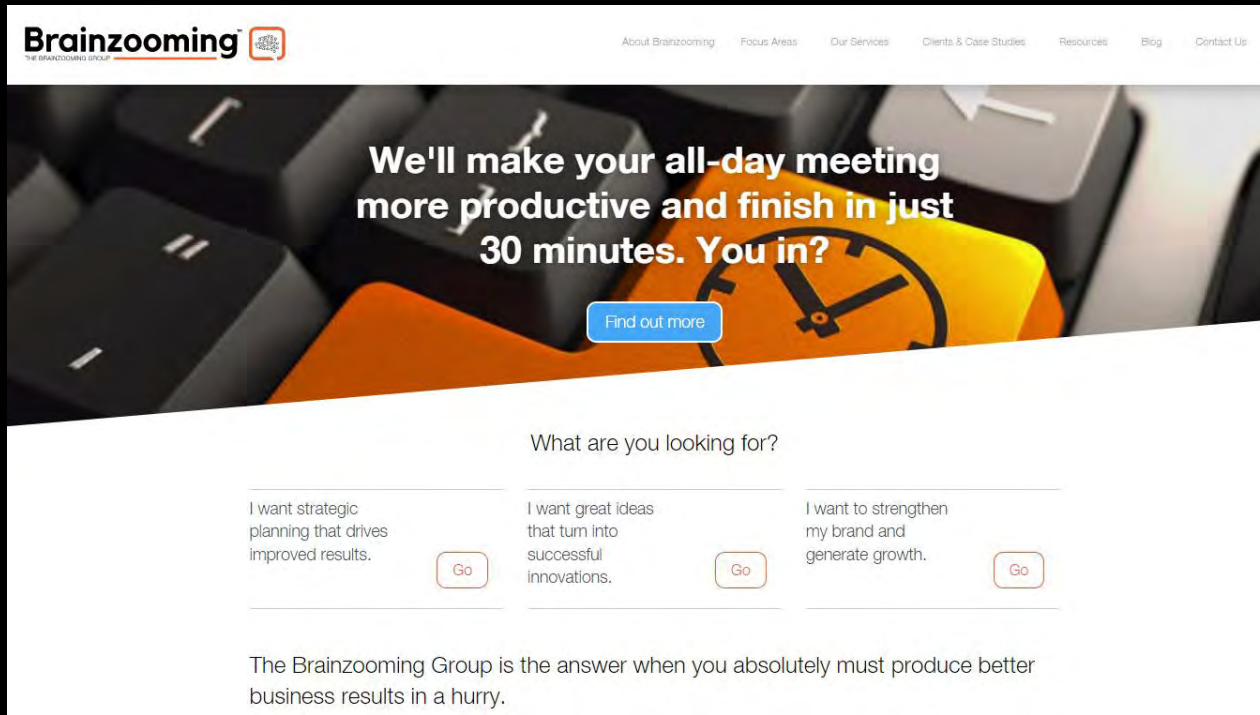 Brainzooming™
THE BRAINZOOMING GROUP
About Brainzooming Focus Areas Our Services Clients & Case Studies Resources Blog Contact Us
We'll make your all-day meeting
more productive and finish in just
30 minutes. You in?
Find out more
What are you looking for?
I want strategic
planning that drives
improved results.
Go
I want great ideas
that turn into
successful
innovations.
Go
I want to strengthen
my brand and
generate growth.
Go
The Brainzooming Group is the answer when you absolutely must produce better
business results in a hurry.